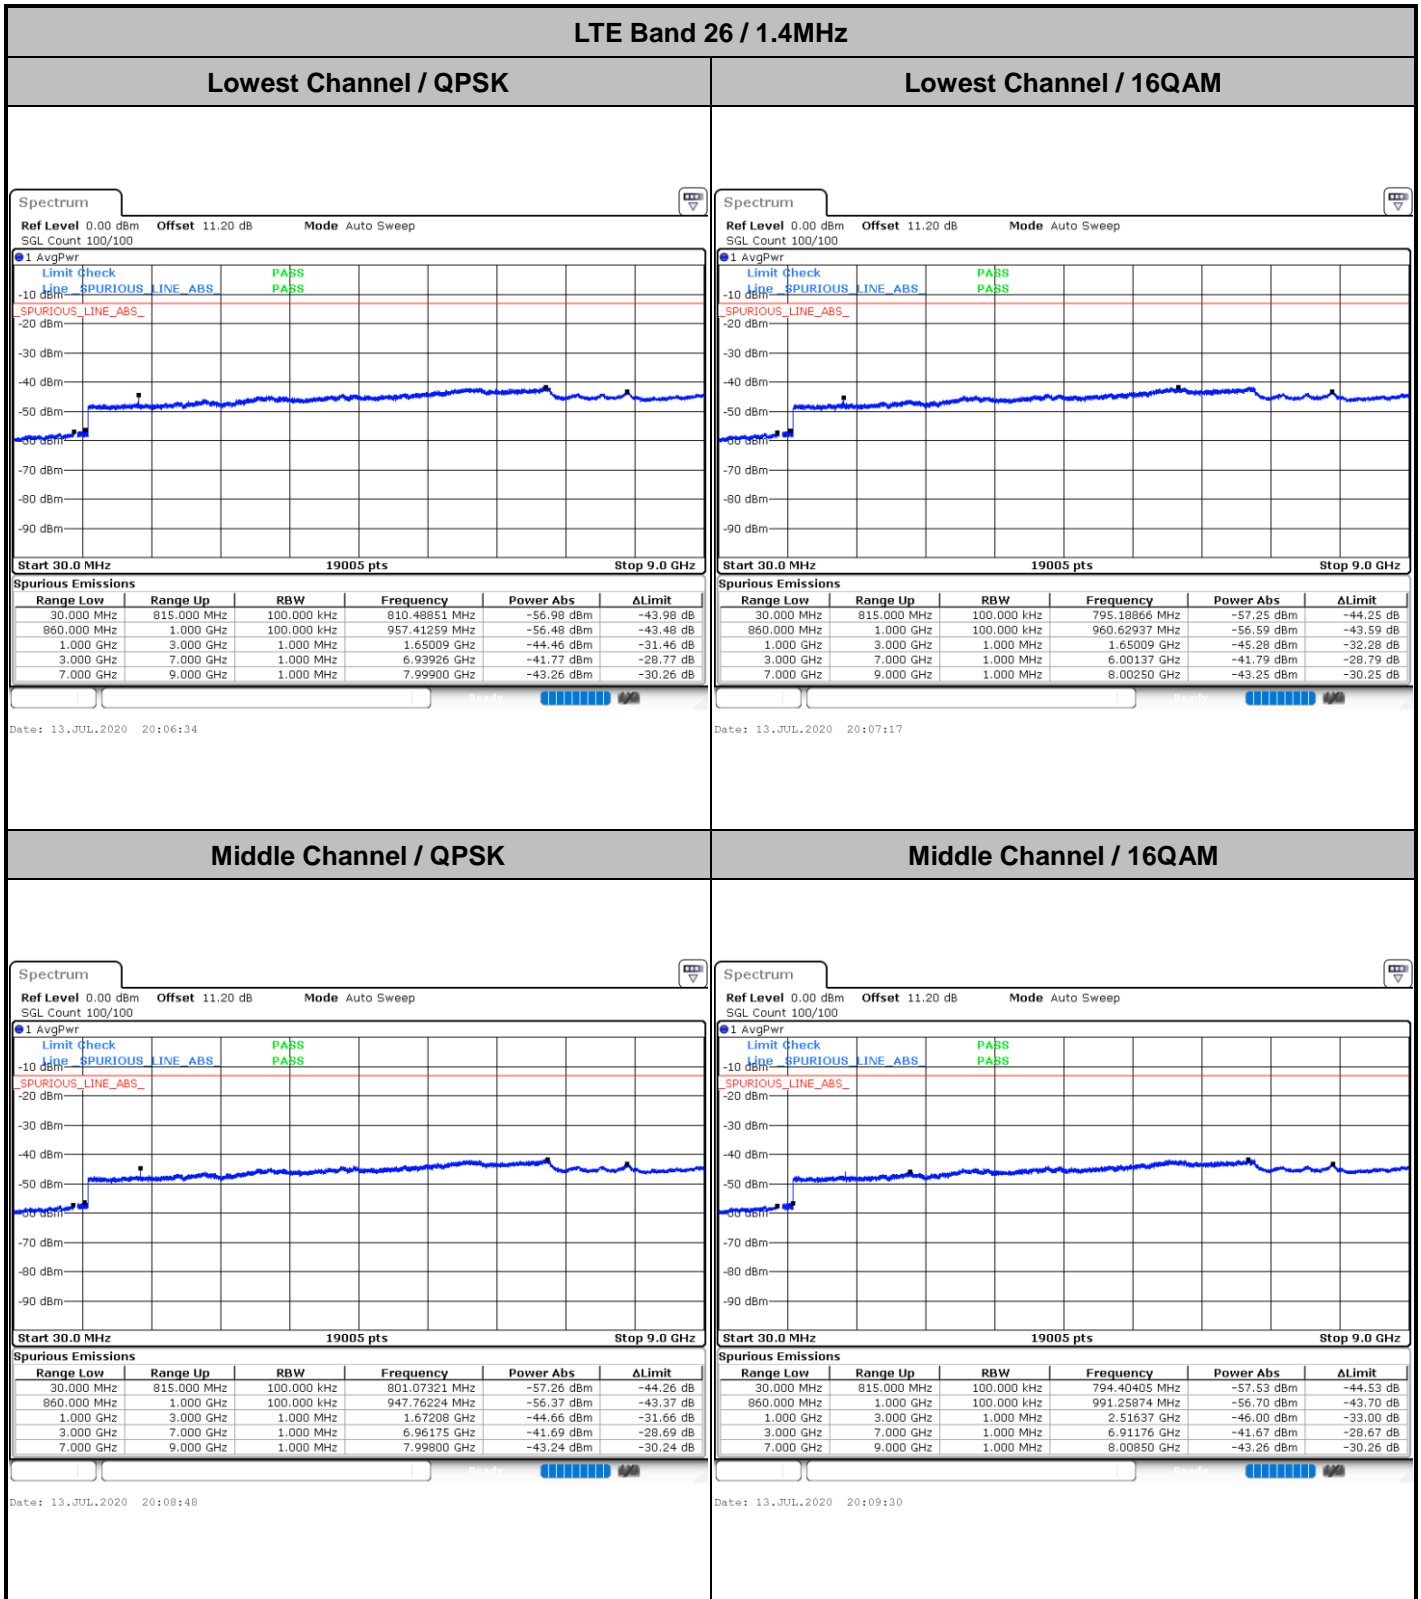 LTE Band 26 / 1.4MHz
Lowest Channel / QPSK
Lowest Channel / 16QAM
Spectrum
Ref Level 0.00 dBm Offset 11.20 dB Mode Auto Sweep
SGL Count 100/100
1 AvgPwr
Limit Check PASS
Line _SPURIOUS_LINE_ABS_ PASS
-10 dBm
_SPURIOUS_LINE_ABS_
-20 dBm
-30 dBm
-40 dBm
-50 dBm
-60 dBm
-70 dBm
-80 dBm
-90 dBm
Start 30.0 MHz 19005 pts Stop 9.0 GHz
Spurious Emissions
Range Low Range Up RBW Frequency Power Abs ΔLimit
30.000 MHz 815.000 MHz 100.000 kHz 810.48851 MHz -56.98 dBm -43.98 dB
860.000 MHz 1.000 GHz 100.000 kHz 957.41259 MHz -56.48 dBm -43.48 dB
1.000 GHz 3.000 GHz 1.000 MHz 1.65009 GHz -44.46 dBm -31.46 dB
3.000 GHz 7.000 GHz 1.000 MHz 6.93926 GHz -41.77 dBm -28.77 dB
7.000 GHz 9.000 GHz 1.000 MHz 7.99900 GHz -43.26 dBm -30.26 dB
Date: 13.JUL.2020 20:06:34
Spectrum
Ref Level 0.00 dBm Offset 11.20 dB Mode Auto Sweep
SGL Count 100/100
1 AvgPwr
Limit Check PASS
Line _SPURIOUS_LINE_ABS_ PASS
-10 dBm
_SPURIOUS_LINE_ABS_
-20 dBm
-30 dBm
-40 dBm
-50 dBm
-60 dBm
-70 dBm
-80 dBm
-90 dBm
Start 30.0 MHz 19005 pts Stop 9.0 GHz
Spurious Emissions
Range Low Range Up RBW Frequency Power Abs ΔLimit
30.000 MHz 815.000 MHz 100.000 kHz 795.18866 MHz -57.25 dBm -44.25 dB
860.000 MHz 1.000 GHz 100.000 kHz 960.62937 MHz -56.59 dBm -43.59 dB
1.000 GHz 3.000 GHz 1.000 MHz 1.65009 GHz -45.28 dBm -32.28 dB
3.000 GHz 7.000 GHz 1.000 MHz 6.00137 GHz -41.79 dBm -28.79 dB
7.000 GHz 9.000 GHz 1.000 MHz 8.00250 GHz -43.25 dBm -30.25 dB
Date: 13.JUL.2020 20:07:17
Middle Channel / QPSK
Middle Channel / 16QAM
Spectrum
Ref Level 0.00 dBm Offset 11.20 dB Mode Auto Sweep
SGL Count 100/100
1 AvgPwr
Limit Check PASS
Line _SPURIOUS_LINE_ABS_ PASS
-10 dBm
_SPURIOUS_LINE_ABS_
-20 dBm
-30 dBm
-40 dBm
-50 dBm
-60 dBm
-70 dBm
-80 dBm
-90 dBm
Start 30.0 MHz 19005 pts Stop 9.0 GHz
Spurious Emissions
Range Low Range Up RBW Frequency Power Abs ΔLimit
30.000 MHz 815.000 MHz 100.000 kHz 801.07321 MHz -57.26 dBm -44.26 dB
860.000 MHz 1.000 GHz 100.000 kHz 947.76224 MHz -56.37 dBm -43.37 dB
1.000 GHz 3.000 GHz 1.000 MHz 1.67208 GHz -44.66 dBm -31.66 dB
3.000 GHz 7.000 GHz 1.000 MHz 6.96175 GHz -41.69 dBm -28.69 dB
7.000 GHz 9.000 GHz 1.000 MHz 7.99800 GHz -43.24 dBm -30.24 dB
Date: 13.JUL.2020 20:08:48
Spectrum
Ref Level 0.00 dBm Offset 11.20 dB Mode Auto Sweep
SGL Count 100/100
1 AvgPwr
Limit Check PASS
Line _SPURIOUS_LINE_ABS_ PASS
-10 dBm
_SPURIOUS_LINE_ABS_
-20 dBm
-30 dBm
-40 dBm
-50 dBm
-60 dBm
-70 dBm
-80 dBm
-90 dBm
Start 30.0 MHz 19005 pts Stop 9.0 GHz
Spurious Emissions
Range Low Range Up RBW Frequency Power Abs ΔLimit
30.000 MHz 815.000 MHz 100.000 kHz 794.40405 MHz -57.53 dBm -44.53 dB
860.000 MHz 1.000 GHz 100.000 kHz 991.25874 MHz -56.70 dBm -43.70 dB
1.000 GHz 3.000 GHz 1.000 MHz 2.51637 GHz -46.00 dBm -33.00 dB
3.000 GHz 7.000 GHz 1.000 MHz 6.91176 GHz -41.67 dBm -28.67 dB
7.000 GHz 9.000 GHz 1.000 MHz 8.00850 GHz -43.26 dBm -30.26 dB
Date: 13.JUL.2020 20:09:30